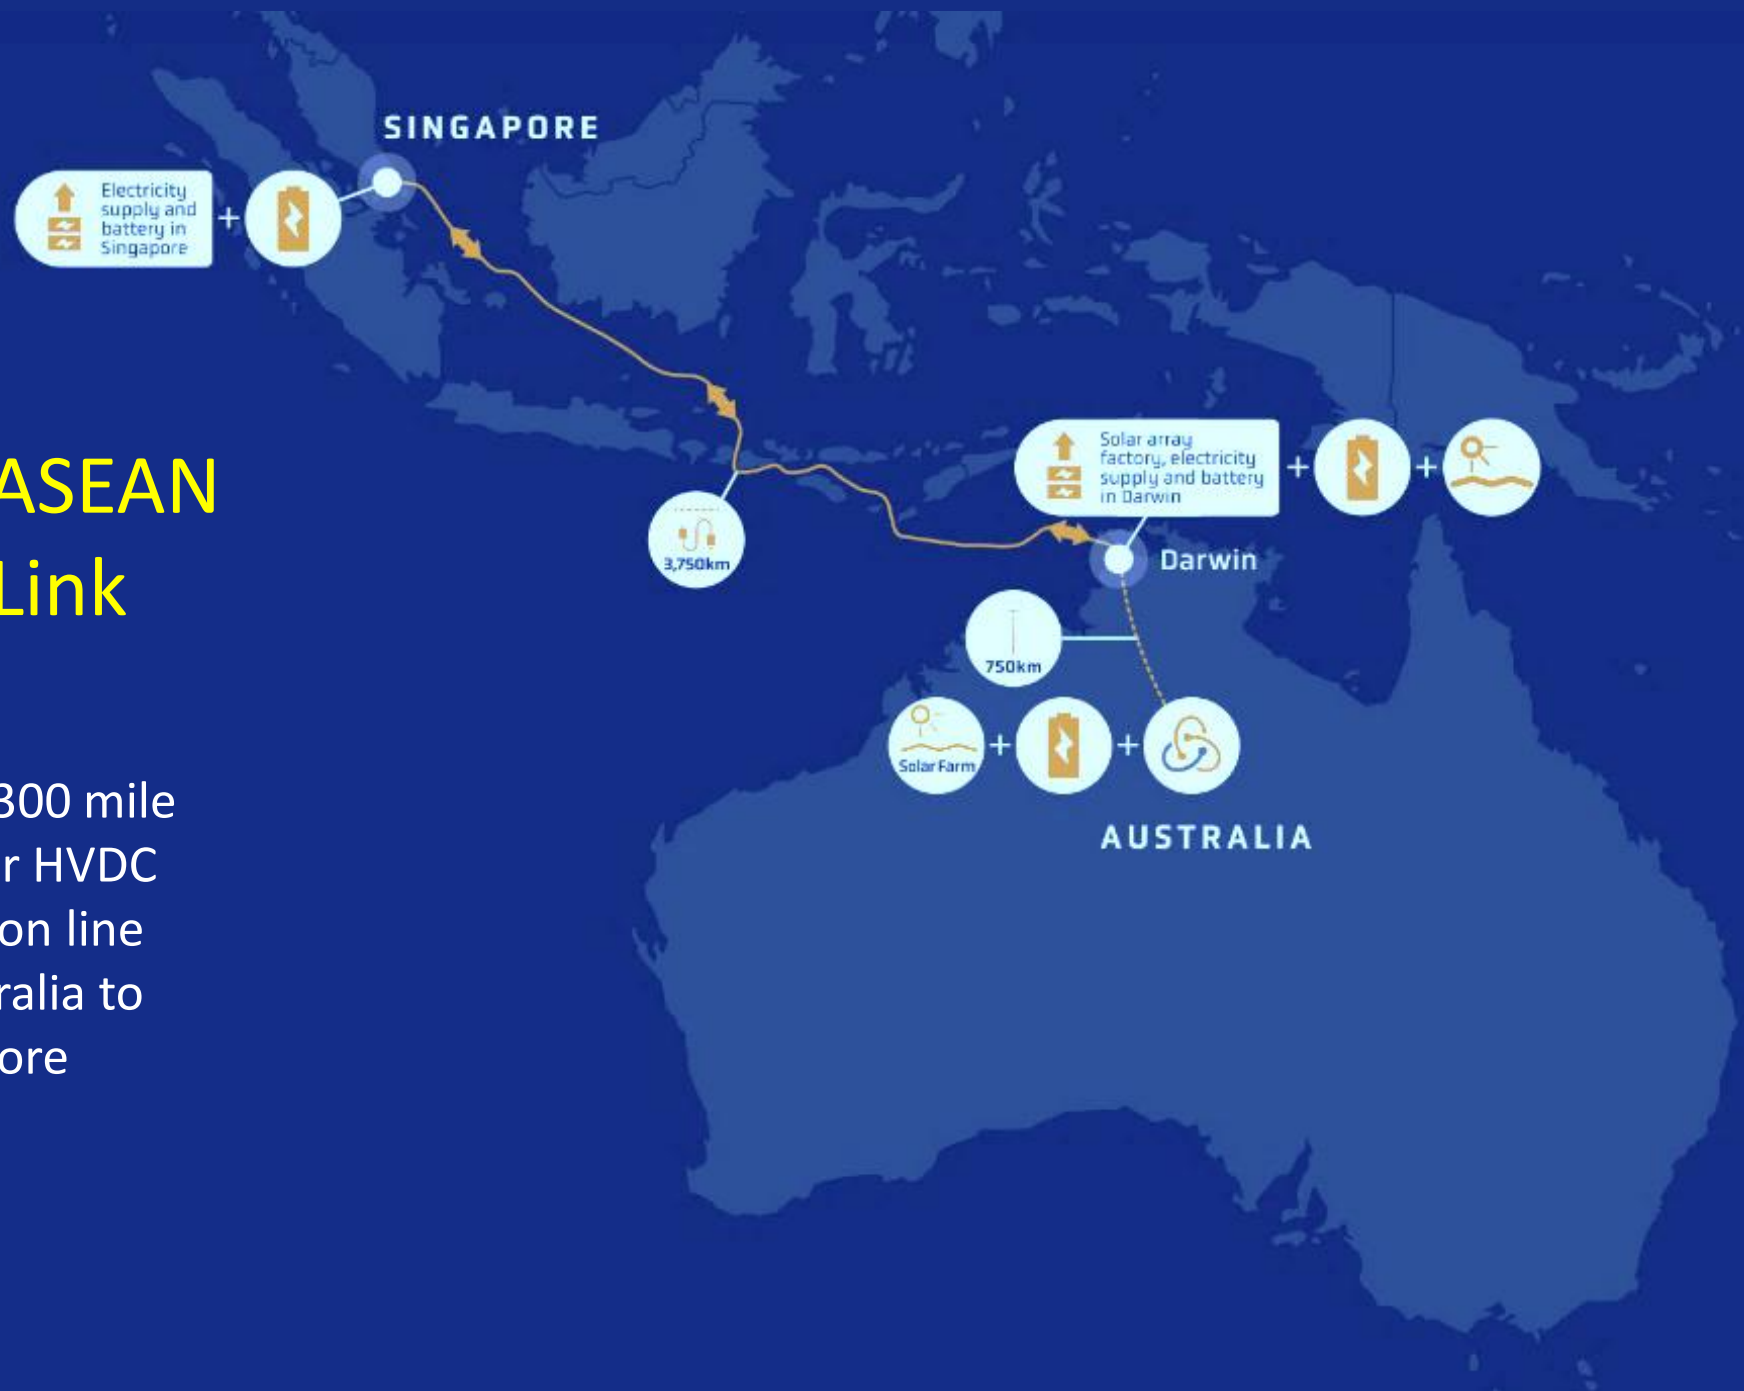 SINGAPORE
Electricity
supply and
battery in
Singapore
+
ASEAN
Link
300 mile
r HVDC
on line
ralia to
ore
3,750km
Solar array
factory, electricity
supply and battery
in Darwin
+
+
Darwin
750km
Solar Farm
+
+
AUSTRALIA